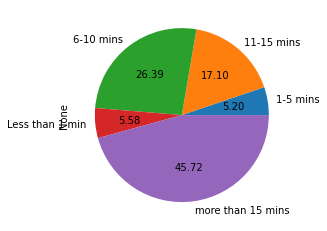 6-10 mins
11-15 mins
26.39
17.10
1-5 mins
5.20
None
Less than 1 min
5.58
45.72
more than 15 mins